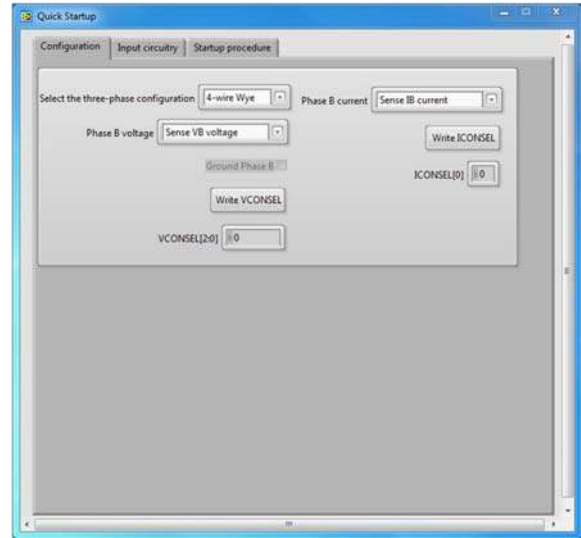 Quick Startup
Configuration Input circuitry Startup procedure
Select the three-phase configuration 4-wire Wye Phase B current Sense IB current
Phase B voltage Sense VB voltage Write ICONSEL
Ground Phase B ICONSEL[0] 0
Write VCONSEL
VCONSEL[2:0] 0